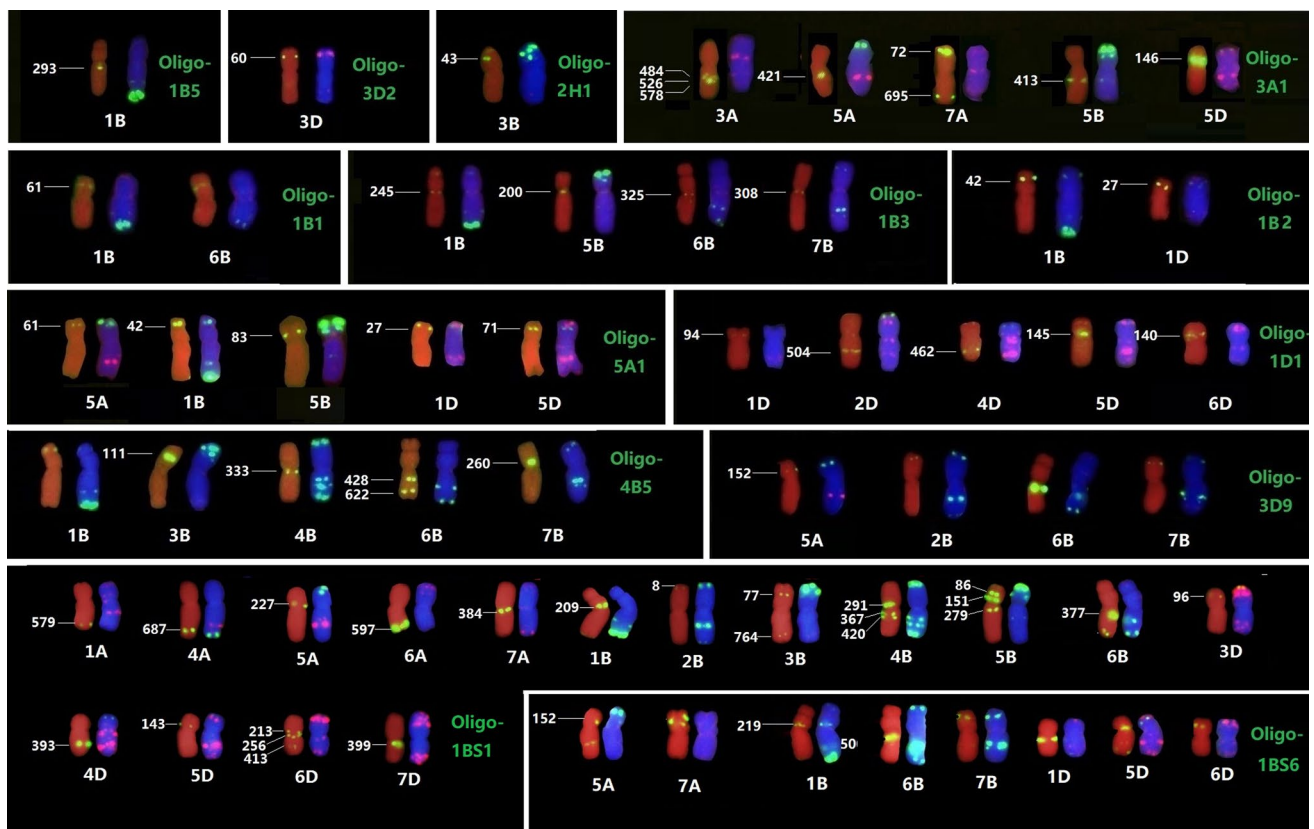 293
Oligo-
1B5
1B
60
Oligo-
3D2
3D
43
Oligo-
2H1
3B
484
526
578
421
72
695
413
146
Oligo-
3A1
3A 5A 7A 5B 5D
61
Oligo-
1B1
1B 6B
245
200
325
308
Oligo-
1B3
1B 5B 6B 7B
42
27
Oligo-
1B2
1B 1D
61
42
83
27
71
Oligo-
5A1
5A 1B 5B 1D 5D
94
504
462
145
140
Oligo-
1D1
1D 2D 4D 5D 6D
111
333
428
622
260
Oligo-
4B5
1B 3B 4B 6B 7B
152
Oligo-
3D9
5A 2B 6B 7B
579
687
227
597
384
209
8
77
764
291
367
420
86
151
279
377
96
1A 4A 5A 6A 7A 1B 2B 3B 4B 5B 6B 3D
393
143
213
256
413
399
Oligo-
1BS1
4D 5D 6D 7D
152
219
50
Oligo-
1BS6
5A 7A 1B 6B 7B 1D 5D 6D